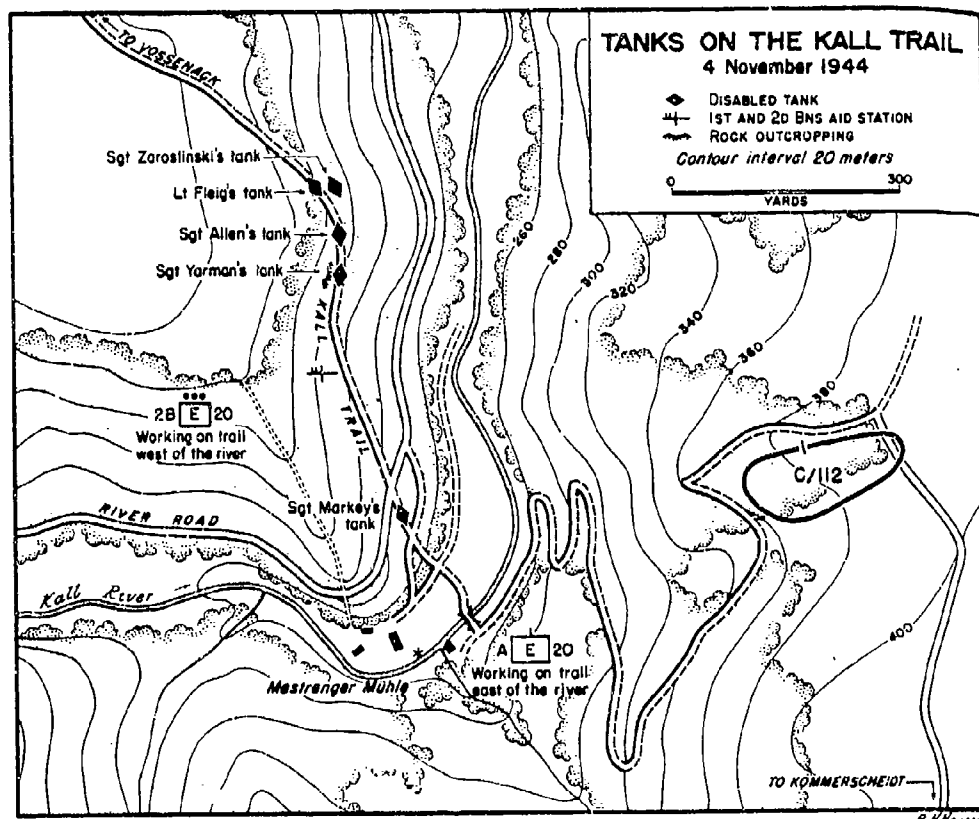 TANKS ON THE KALL TRAIL
4 November 1944
DISABLED TANK
1ST AND 2D BNS AID STATION
ROCK OUTCROPPING
Contour interval 20 meters
0 300
YARDS
TO VOSSENACK
Sgt Zaroslinski's tank
Lt Fleig's tank
Sgt Allen's tank
Sgt Yarman's tank
KALL TRAIL
260
280
300
320
340
360
380
400
2B E 20
Working on trail
west of the river
C/112
Sgt Markey's
tank
RIVER ROAD
Kall River
A E 20
Working on trail
east of the river
Mestrenger Mühle
TO KOMMERSCHEIDT